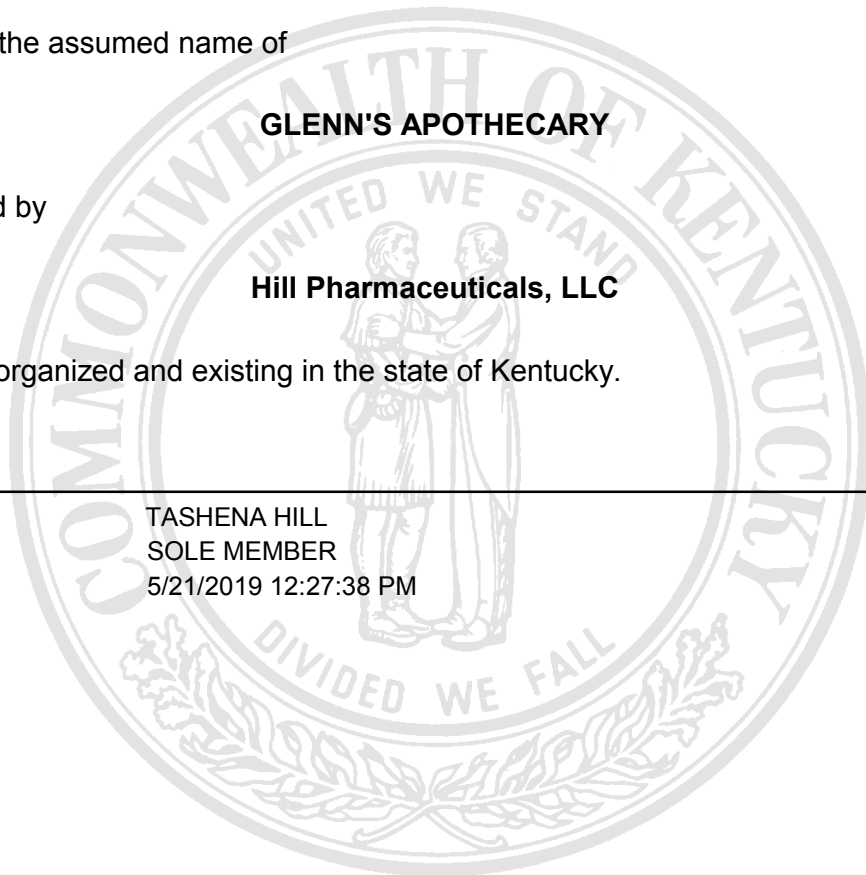 the assumed name of
GLENN'S APOTHECARY
d by
Hill Pharmaceuticals, LLC
organized and existing in the state of Kentucky.
TASHENA HILL
SOLE MEMBER
5/21/2019 12:27:38 PM
COMMONWEALTH OF KENTUCKY
UNITED WE STAND
DIVIDED WE FALL